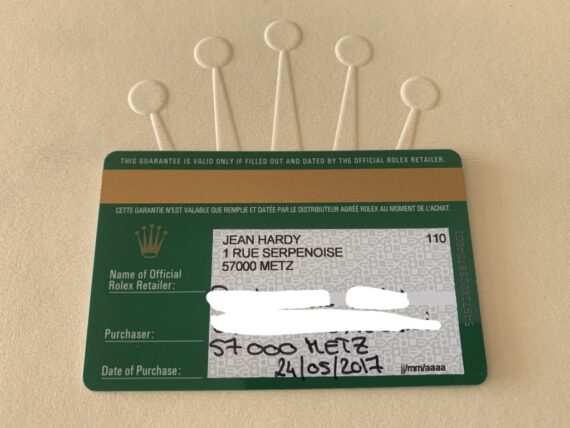 THIS GUARANTEE IS VALID ONLY IF FILLED OUT AND DATED BY THE OFFICIAL ROLEX RETAILER.
CETTE GARANTIE N'EST VALABLE QUE REMPLIE ET DATÉE PAR LE DISTRIBUTEUR AGRÉÉ ROLEX AU MOMENT DE L'ACHAT.
JEAN HARDY 110
1 RUE SERPENOISE
57000 METZ
Name of Official
Rolex Retailer:
Purchaser:
57000 METZ
Date of Purchase: 24/05/2017 jj/mm/aaaa